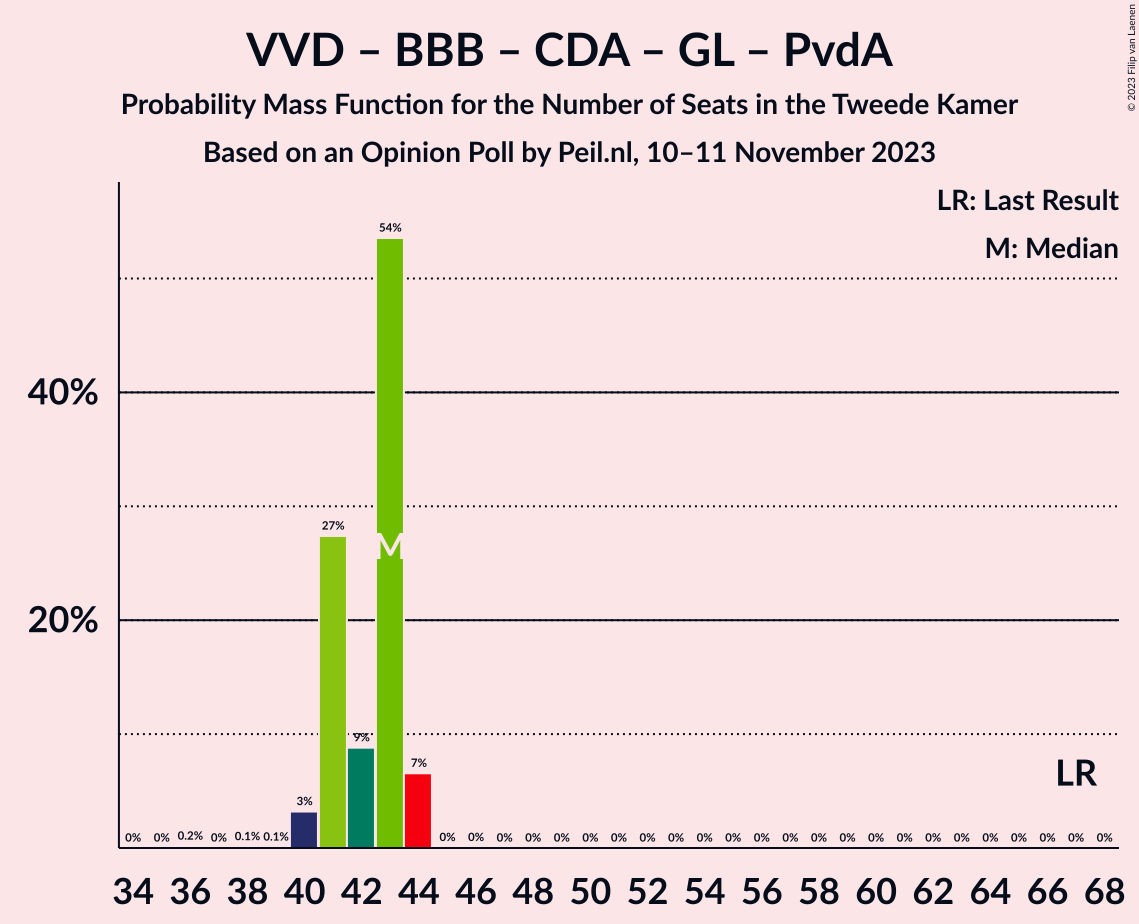 VVD – BBB – CDA – GL – PvdA
Probability Mass Function for the Number of Seats in the Tweede Kamer
Based on an Opinion Poll by Peil.nl, 10–11 November 2023
© 2023 Filip van Laenen
LR: Last Result
M: Median
54%
40%
27%
M
20%
9%
7%
LR
3%
0% 0% 0.2% 0% 0.1% 0.1% 0% 0% 0% 0% 0% 0% 0% 0% 0% 0% 0% 0% 0% 0% 0% 0% 0% 0% 0% 0% 0% 0% 0% 0%
34 36 38 40 42 44 46 48 50 52 54 56 58 60 62 64 66 68